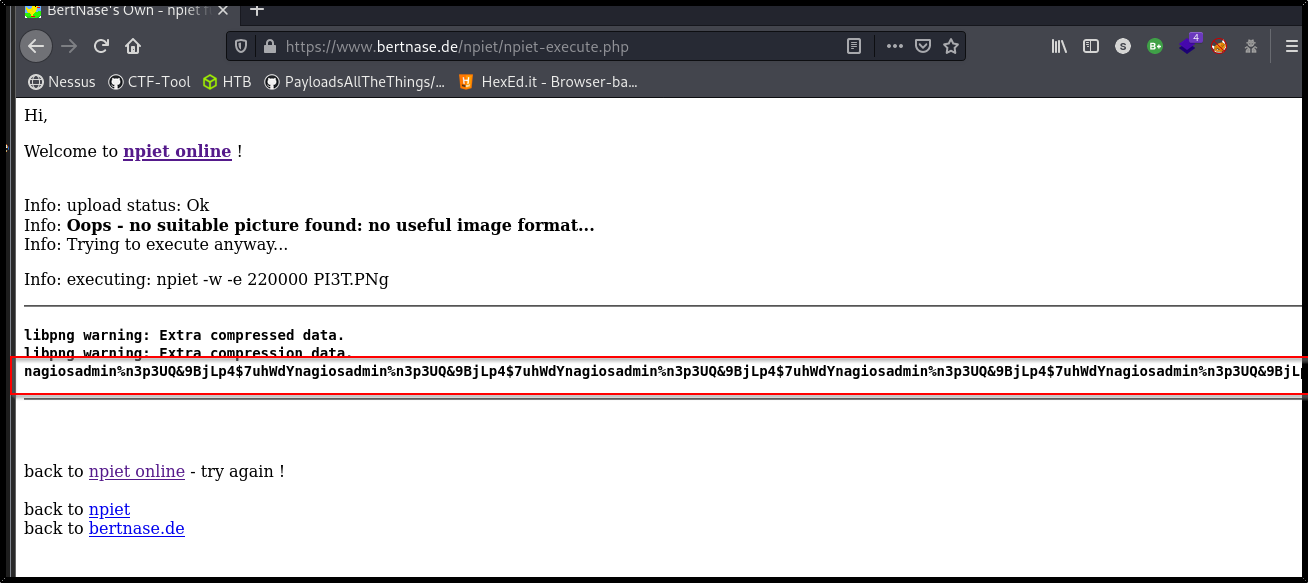 BertNase's Own - npiet f
https://www.bertnase.de/npiet/npiet-execute.php
4
S
B+
Nessus
CTF-Tool
HTB
PayloadsAllTheThings/...
HexEd.it - Browser-ba...
Hi,
Welcome to npiet online !
Info: upload status: Ok
Info: Oops - no suitable picture found: no useful image format...
Info: Trying to execute anyway...
Info: executing: npiet -w -e 220000 PI3T.PNg
libpng warning: Extra compressed data.
libpng warning: Extra compression data.
nagiosadmin%n3p3UQ&9BjLp4$7uhWdYnagiosadmin%n3p3UQ&9BjLp4$7uhWdYnagiosadmin%n3p3UQ&9BjLp4$7uhWdYnagiosadmin%n3p3UQ&9BjLp4$7uhWdYnagiosadmin%n3p3UQ&9BjLp
back to npiet online - try again !
back to npiet
back to bertnase.de